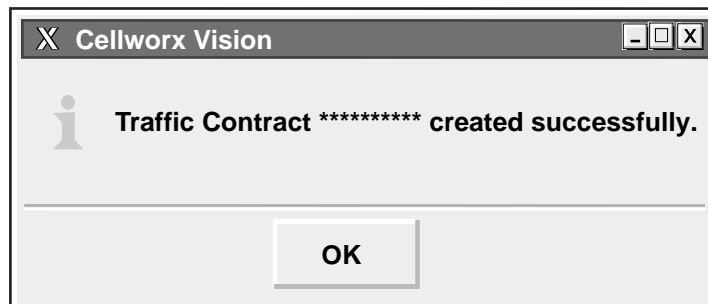 X Cellworx Vision
Traffic Contract ********** created successfully.
OK